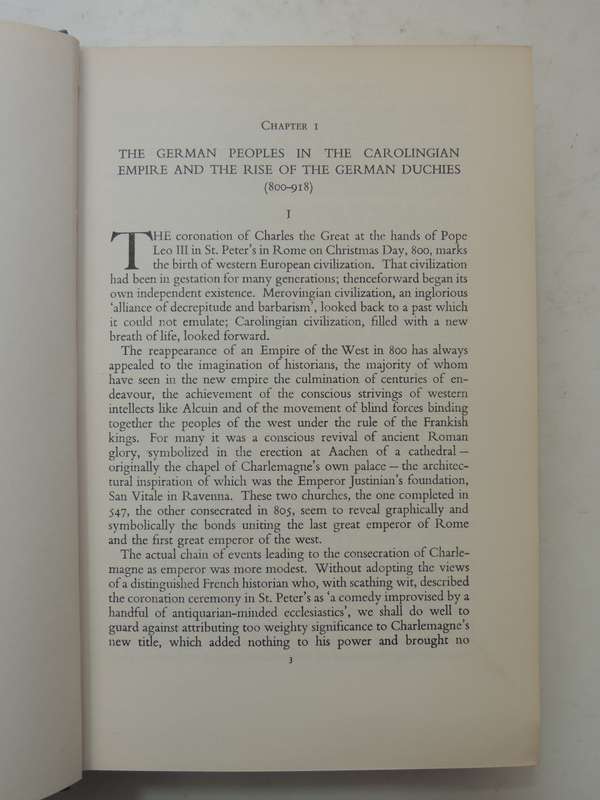 CHAPTER I
THE GERMAN PEOPLES IN THE CAROLINGIAN
EMPIRE AND THE RISE OF THE GERMAN DUCHIES
(800–918)
I
THE coronation of Charles the Great at the hands of Pope
Leo III in St. Peter's in Rome on Christmas Day, 800, marks
the birth of western European civilization. That civilization
had been in gestation for many generations; thenceforward began its
own independent existence. Merovingian civilization, an inglorious
'alliance of decrepitude and barbarism', looked back to a past which
it could not emulate; Carolingian civilization, filled with a new
breath of life, looked forward.
The reappearance of an Empire of the West in 800 has always
appealed to the imagination of historians, the majority of whom
have seen in the new empire the culmination of centuries of en-
deavour, the achievement of the conscious strivings of western
intellects like Alcuin and of the movement of blind forces binding
together the peoples of the west under the rule of the Frankish
kings. For many it was a conscious revival of ancient Roman
glory, symbolized in the erection at Aachen of a cathedral –
originally the chapel of Charlemagne's own palace – the architec-
tural inspiration of which was the Emperor Justinian's foundation,
San Vitale in Ravenna. These two churches, the one completed in
547, the other consecrated in 805, seem to reveal graphically and
symbolically the bonds uniting the last great emperor of Rome
and the first great emperor of the west.
The actual chain of events leading to the consecration of Charle-
magne as emperor was more modest. Without adopting the views
of a distinguished French historian who, with scathing wit, described
the coronation ceremony in St. Peter's as 'a comedy improvised by a
handful of antiquarian-minded ecclesiastics', we shall do well to
guard against attributing too weighty significance to Charlemagne's
new title, which added nothing to his power and brought no
3